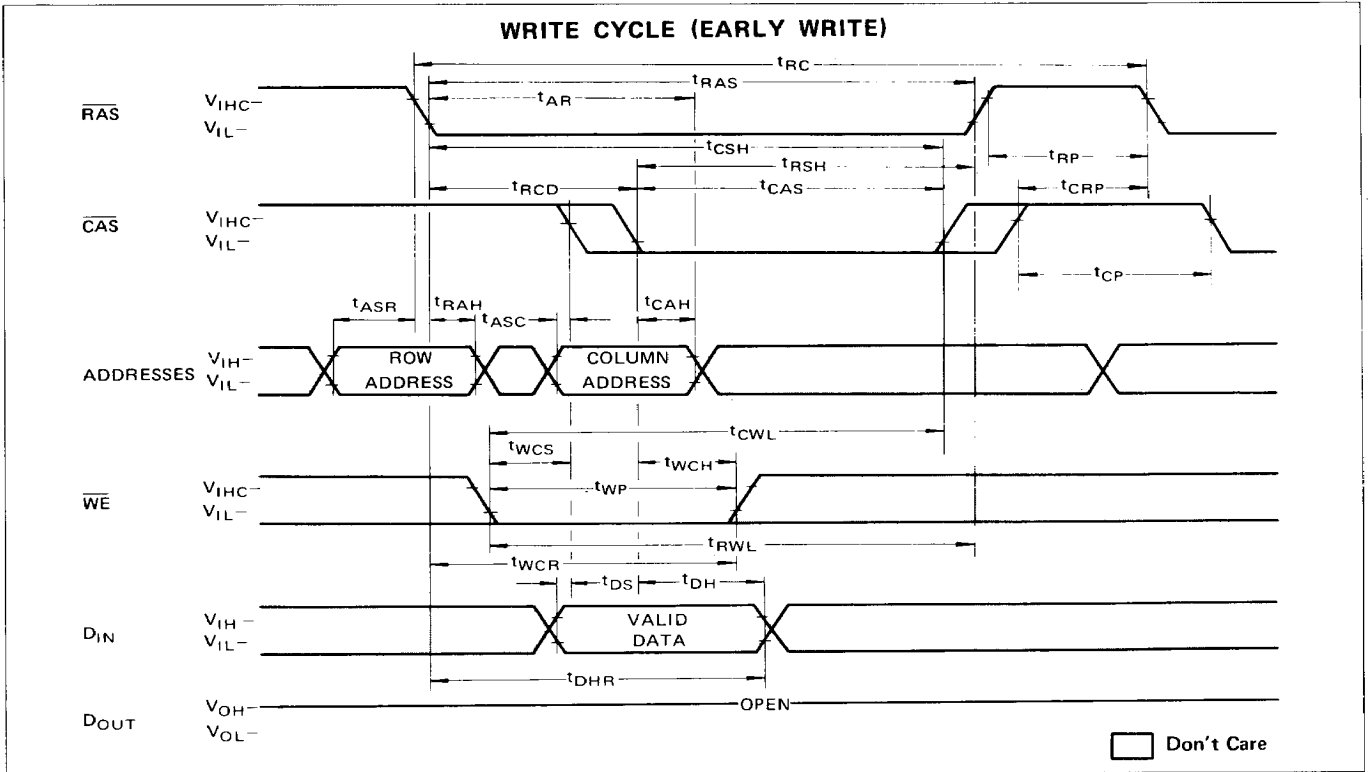 WRITE CYCLE (EARLY WRITE)
tRC
tRAS
tAR
RAS
VIHC–
VIL–
tCSH
tRSH
tRP
tRCD
tCAS
tCRP
CAS
VIHC–
VIL–
tCP
tASR
tRAH
tASC
tCAH
ADDRESSES
VIH–
VIL–
ROW
ADDRESS
COLUMN
ADDRESS
tCWL
tWCS
tWCH
tWP
WE
VIHC–
VIL–
tRWL
tWCR
tDS
tDH
DIN
VIH–
VIL–
VALID
DATA
tDHR
DOUT
VOH–
VOL–
OPEN
Don't Care